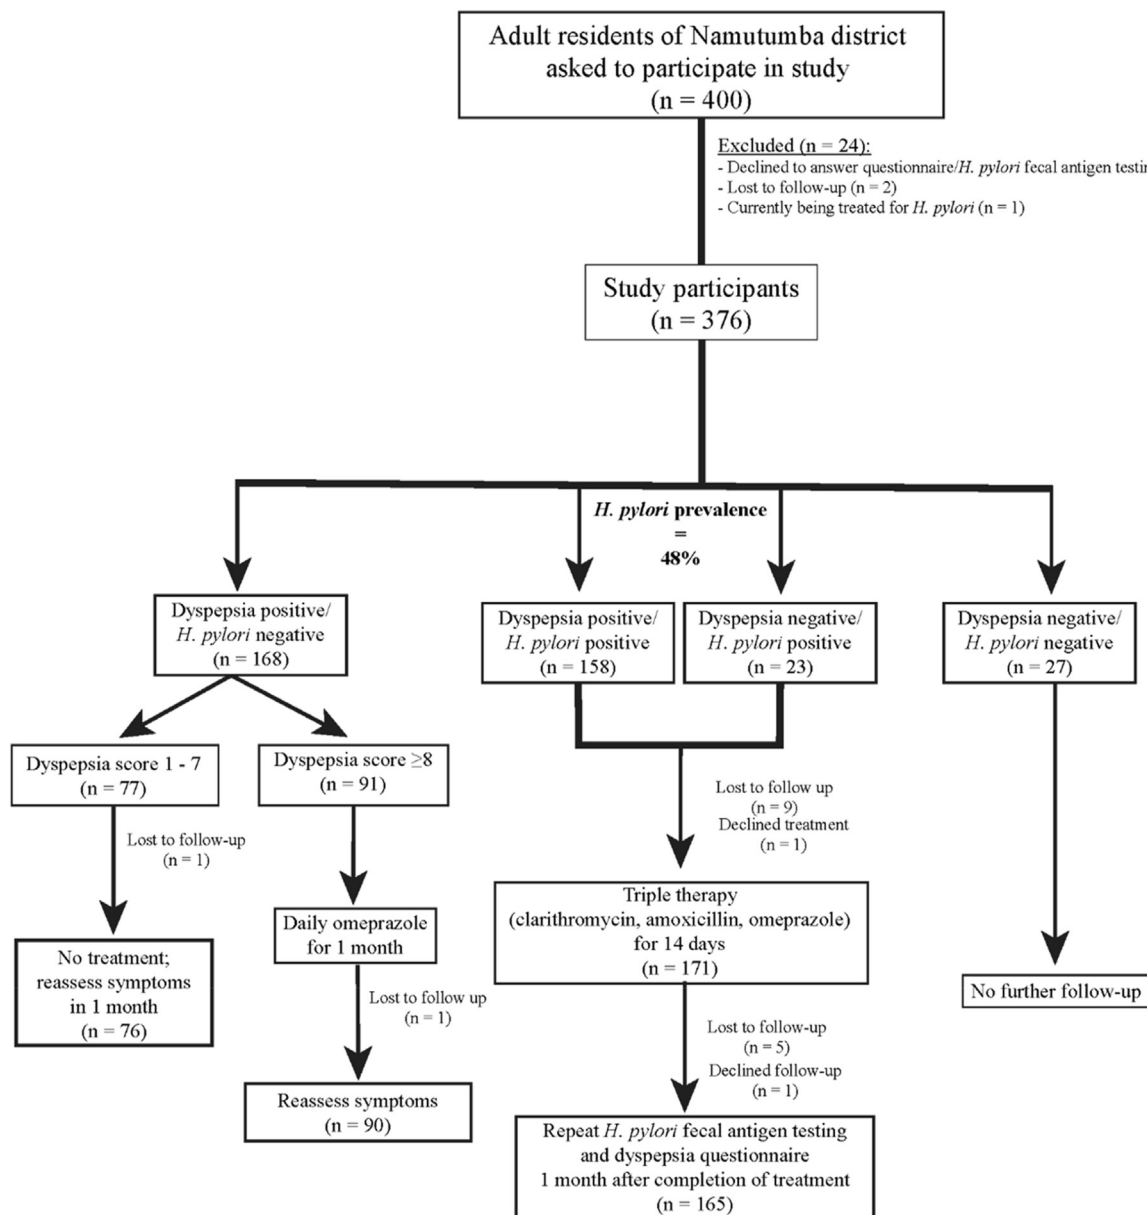 Adult residents of Namutumba district
asked to participate in study
(n = 400)
Excluded (n = 24):
- Declined to answer questionnaire/H. pylori fecal antigen
- Lost to follow-up (n = 2)
- Currently being treated for H. pylori (n = 1)
Study participants
(n = 376)
H. pylori prevalence
=
48%
Dyspepsia positive/
H. pylori negative
(n = 168)
Dyspepsia positive/
H. pylori positive
(n = 158)
Dyspepsia negative/
H. pylori positive
(n = 23)
Dyspepsia negative/
H. pylori negative
(n = 27)
Dyspepsia score 1 - 7
(n = 77)
Dyspepsia score ≥8
(n = 91)
Lost to follow-up
(n = 1)
Lost to follow up
(n = 9)
Declined treatment
(n = 1)
No treatment;
reassess symptoms
in 1 month
(n = 76)
Daily omeprazole
for 1 month
Triple therapy
(clarithromycin, amoxicillin, omeprazole)
for 14 days
(n = 171)
No further follow-up
Lost to follow up
(n = 1)
Lost to follow-up
(n = 5)
Declined follow-up
(n = 1)
Reassess symptoms
(n = 90)
Repeat H. pylori fecal antigen testing
and dyspepsia questionnaire
1 month after completion of treatment
(n = 165)